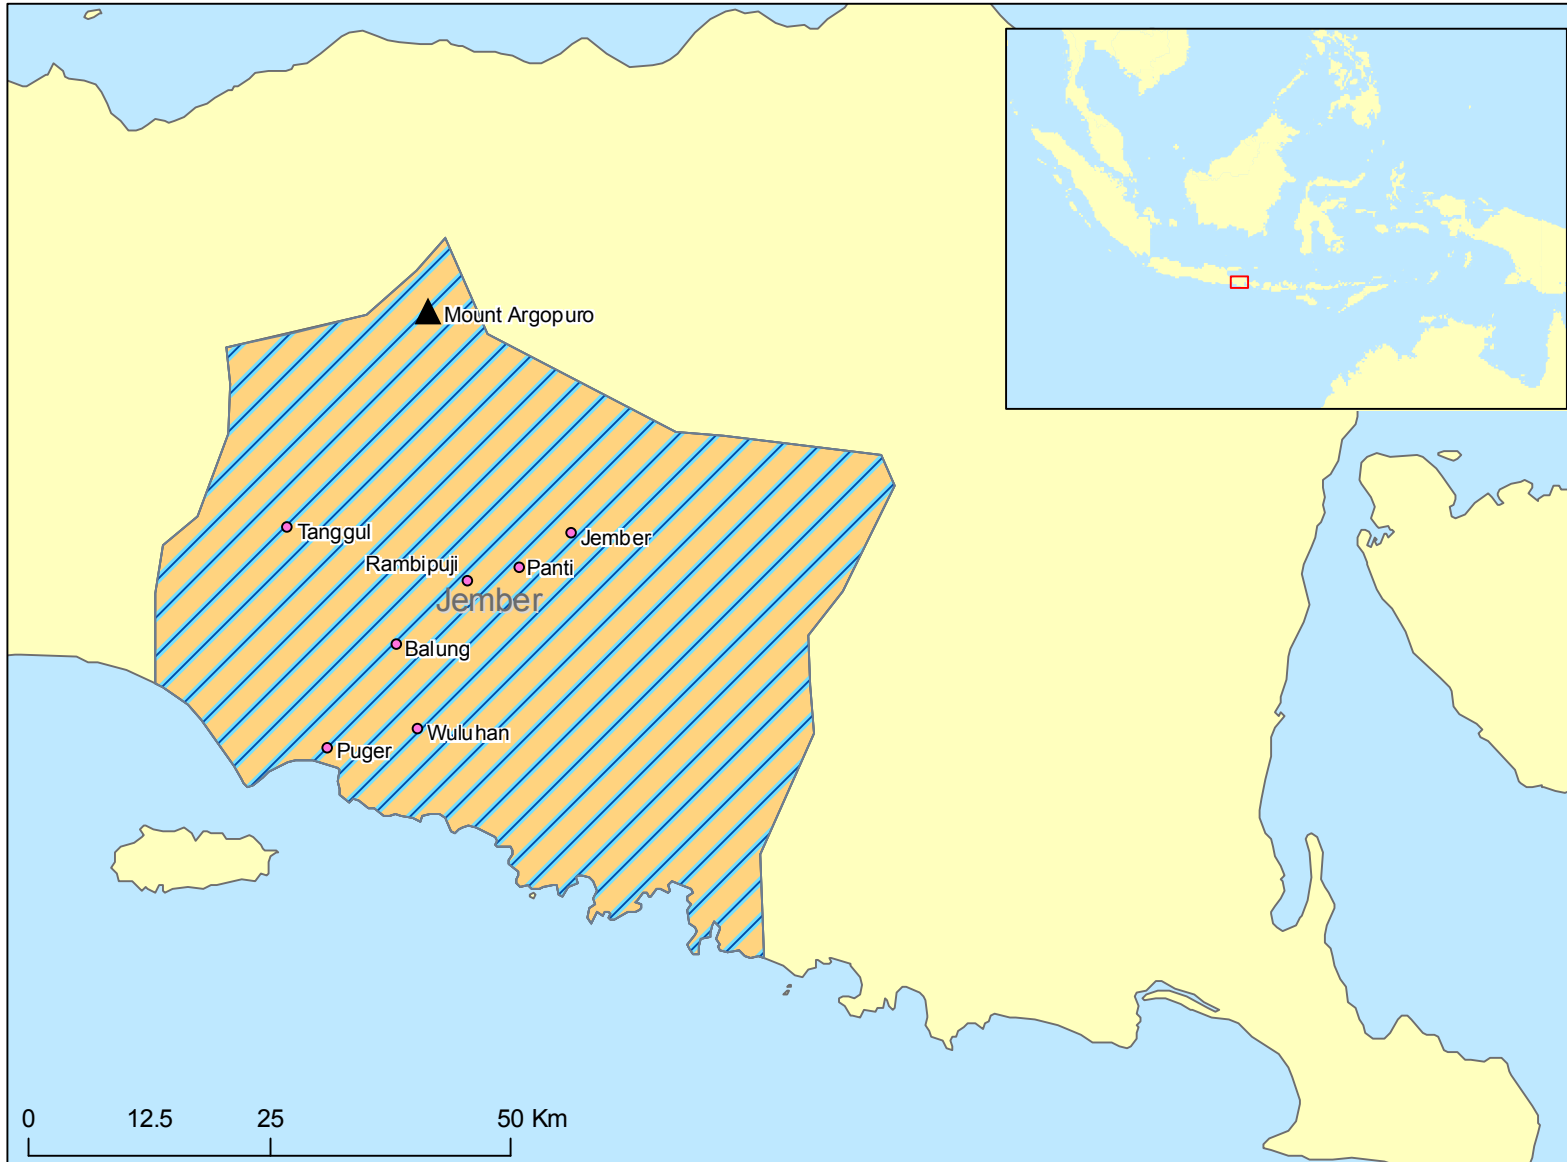 Mount Argopuro
Tanggul
Jember
Rambipuji
Panti
Jember
Balung
Wuluhan
Puger
0 12.5 25 50 Km